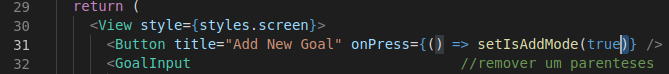 29 return (
30 <View style={styles.screen}>
31 <Button title="Add New Goal" onPress={() => setIsAddMode(true)} />
32 <GoalInput //remover um parenteses